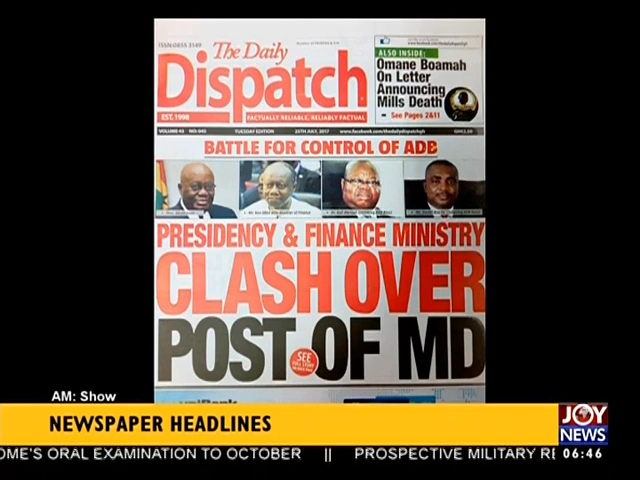 ISSN:0855 3149
The Daily
Dispatch
EST.1998
FACTUALLY RELIABLE, RELIABLY FACTUAL
ALSO INSIDE:
Omane Boamah
On Letter
Announcing
Mills Death
See Pages 2&11
TUESDAY EDITION
25TH JULY, 2017
www.facebook.com/thedailydispatchgh
BATTLE FOR CONTROL OF ADB
PRESIDENCY & FINANCE MINISTRY
CLASH OVER
POST OF MD
SEE
AM: Show
NEWSPAPER HEADLINES
JOY
NEWS
OME'S ORAL EXAMINATION TO OCTOBER || PROSPECTIVE MILITARY RE
06:46